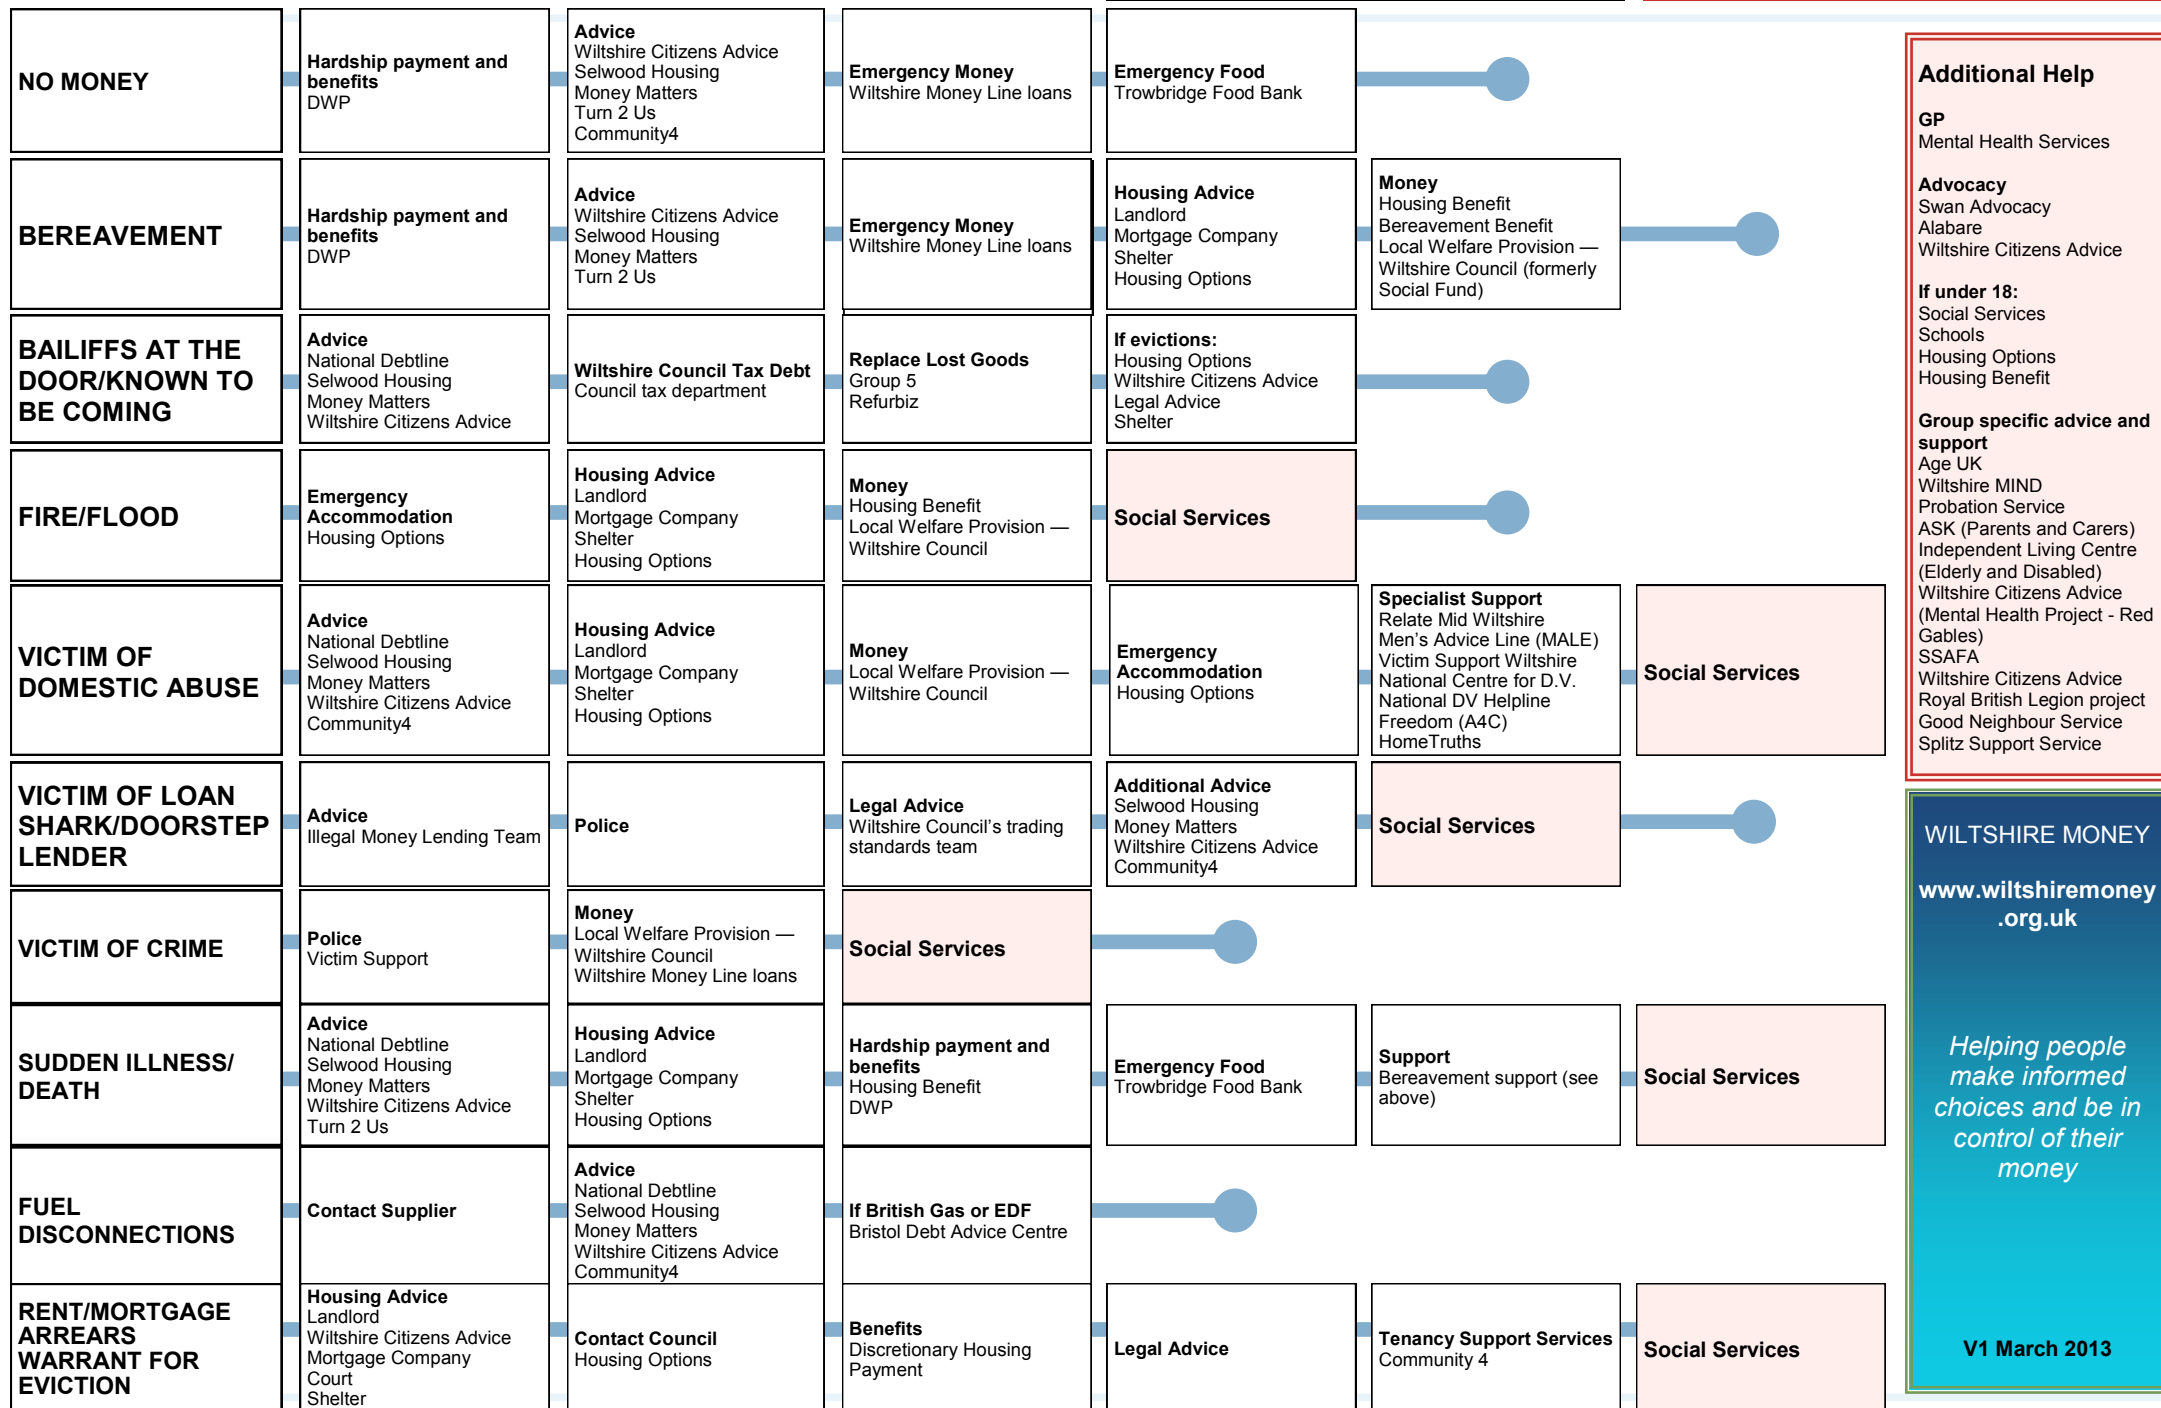 NO MONEY
Hardship payment and
benefits
DWP
Advice
Wiltshire Citizens Advice
Selwood Housing
Money Matters
Turn 2 Us
Community4
Emergency Money
Wiltshire Money Line loans
Emergency Food
Trowbridge Food Bank
BEREAVEMENT
Hardship payment and
benefits
DWP
Advice
Wiltshire Citizens Advice
Selwood Housing
Money Matters
Turn 2 Us
Emergency Money
Wiltshire Money Line loans
Housing Advice
Landlord
Mortgage Company
Shelter
Housing Options
Money
Housing Benefit
Bereavement Benefit
Local Welfare Provision —
Wiltshire Council (formerly
Social Fund)
BAILIFFS AT THE
DOOR/KNOWN TO
BE COMING
Advice
National Debtline
Selwood Housing
Money Matters
Wiltshire Citizens Advice
Wiltshire Council Tax Debt
Council tax department
Replace Lost Goods
Group 5
Refurbiz
If evictions:
Housing Options
Wiltshire Citizens Advice
Legal Advice
Shelter
FIRE/FLOOD
Emergency
Accommodation
Housing Options
Housing Advice
Landlord
Mortgage Company
Shelter
Housing Options
Money
Housing Benefit
Local Welfare Provision —
Wiltshire Council
Social Services
VICTIM OF
DOMESTIC ABUSE
Advice
National Debtline
Selwood Housing
Money Matters
Wiltshire Citizens Advice
Community4
Housing Advice
Landlord
Mortgage Company
Shelter
Housing Options
Money
Local Welfare Provision —
Wiltshire Council
Emergency
Accommodation
Housing Options
Specialist Support
Relate Mid Wiltshire
Men's Advice Line (MALE)
Victim Support Wiltshire
National Centre for D.V.
National DV Helpline
Freedom (A4C)
HomeTruths
Social Services
VICTIM OF LOAN
SHARK/DOORSTEP
LENDER
Advice
Illegal Money Lending Team
Police
Legal Advice
Wiltshire Council's trading
standards team
Additional Advice
Selwood Housing
Money Matters
Wiltshire Citizens Advice
Community4
Social Services
VICTIM OF CRIME
Police
Victim Support
Money
Local Welfare Provision —
Wiltshire Council
Wiltshire Money Line loans
Social Services
SUDDEN ILLNESS/
DEATH
Advice
National Debtline
Selwood Housing
Money Matters
Wiltshire Citizens Advice
Turn 2 Us
Housing Advice
Landlord
Mortgage Company
Shelter
Housing Options
Hardship payment and
benefits
Housing Benefit
DWP
Emergency Food
Trowbridge Food Bank
Support
Bereavement support (see
above)
Social Services
FUEL
DISCONNECTIONS
Contact Supplier
Advice
National Debtline
Selwood Housing
Money Matters
Wiltshire Citizens Advice
Community4
If British Gas or EDF
Bristol Debt Advice Centre
RENT/MORTGAGE
ARREARS
WARRANT FOR
EVICTION
Housing Advice
Landlord
Wiltshire Citizens Advice
Mortgage Company
Court
Shelter
Contact Council
Housing Options
Benefits
Discretionary Housing
Payment
Legal Advice
Tenancy Support Services
Community 4
Social Services
Additional Help
GP
Mental Health Services
Advocacy
Swan Advocacy
Alabare
Wiltshire Citizens Advice
If under 18:
Social Services
Schools
Housing Options
Housing Benefit
Group specific advice and
support
Age UK
Wiltshire MIND
Probation Service
ASK (Parents and Carers)
Independent Living Centre
(Elderly and Disabled)
Wiltshire Citizens Advice
(Mental Health Project - Red
Gables)
SSAFA
Wiltshire Citizens Advice
Royal British Legion project
Good Neighbour Service
Splitz Support Service
WILTSHIRE MONEY
www.wiltshiremoney
.org.uk
Helping people
make informed
choices and be in
control of their
money
V1 March 2013